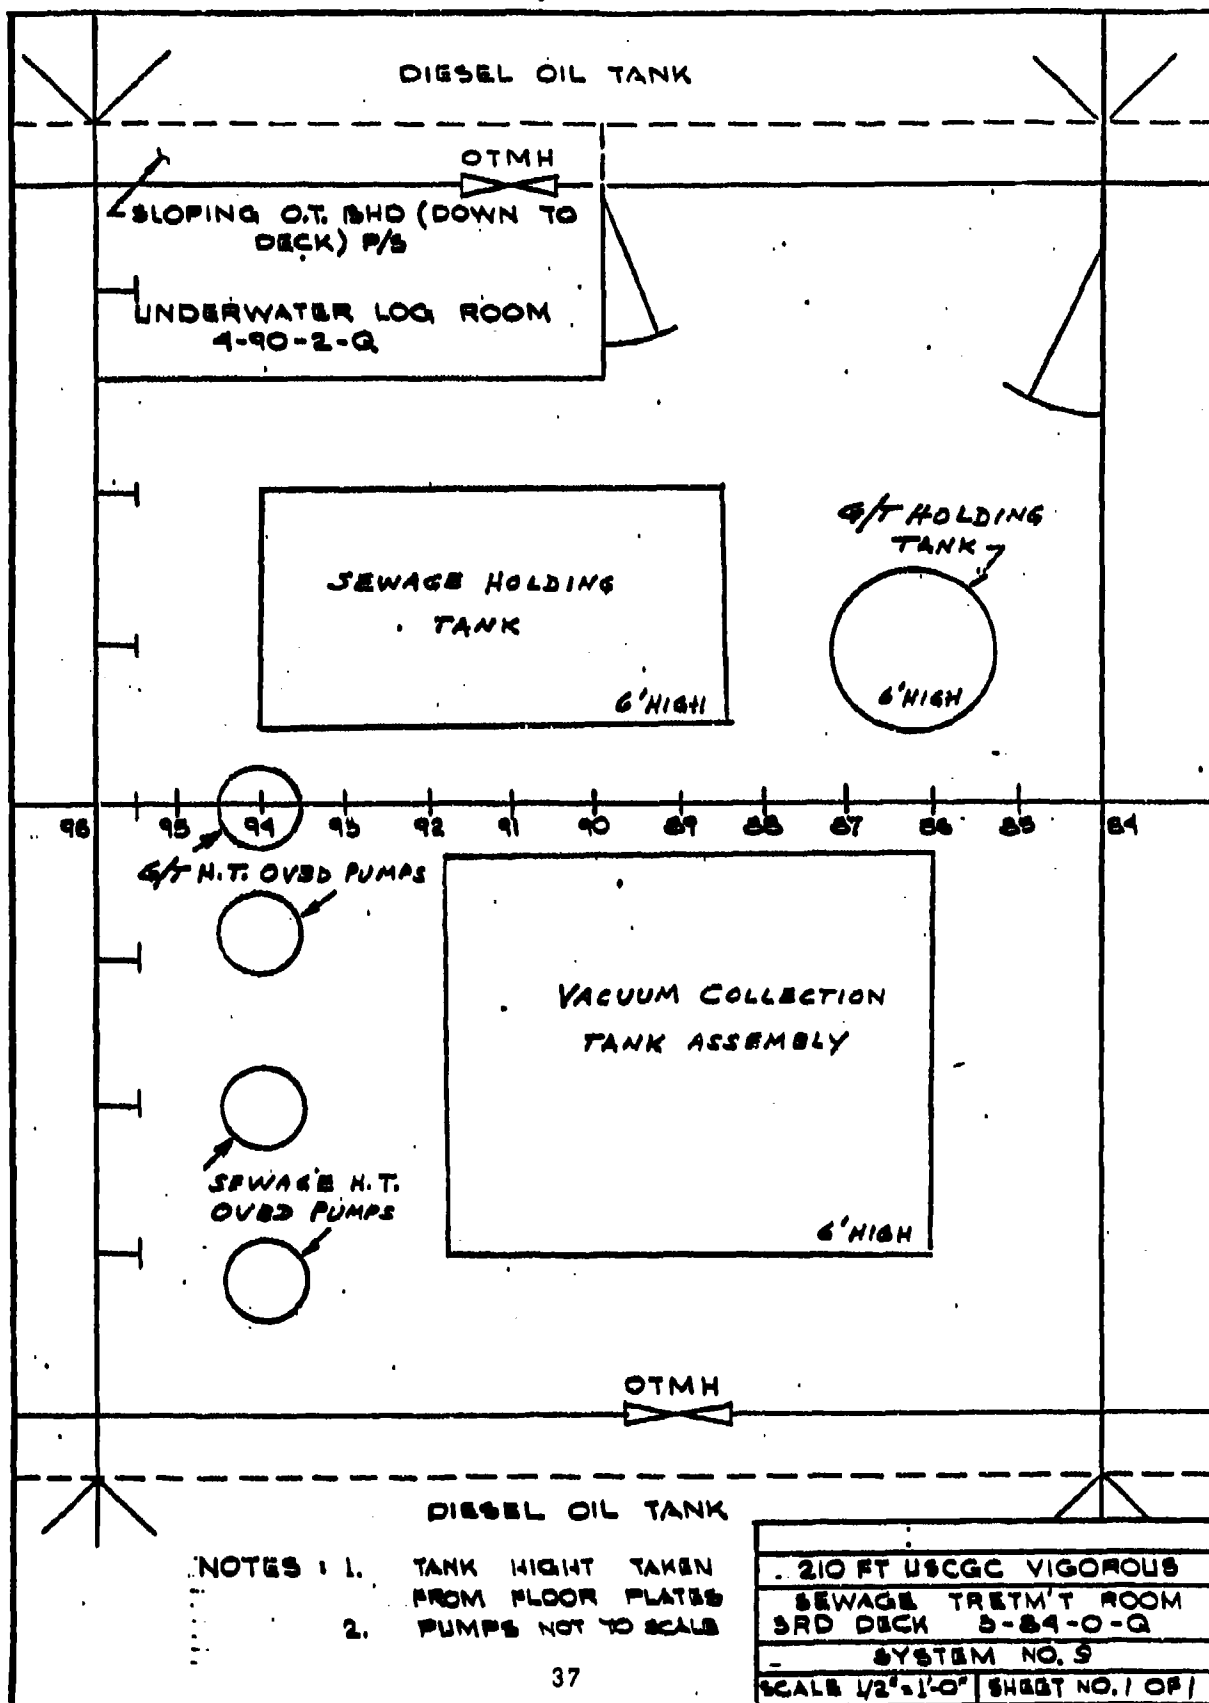 DIESEL OIL TANK
OTMH
SLOPING O.T. BHD (DOWN TO
DECK) P/S
UNDERWATER LOG ROOM
4-90-2-Q
G/T HOLDING
TANK
SEWAGE HOLDING
TANK
6' HIGH
6' HIGH
96 95 94 93 92 91 90 89 88 87 86 85 84
G/T H.T. OVBD PUMPS
VACUUM COLLECTION
TANK ASSEMBLY
SEWAGE H.T.
OVBD PUMPS
6' HIGH
OTMH
DIESEL OIL TANK
NOTES : 1. TANK HIGHT TAKEN
FROM FLOOR PLATES
2. PUMPS NOT TO SCALE
210 FT USCGC VIGOROUS
SEWAGE TRETM'T ROOM
3RD DECK 3-84-0-Q
SYSTEM NO.
SCALE 1/2"=1'-0" SHEET NO. 1 OF 1
37